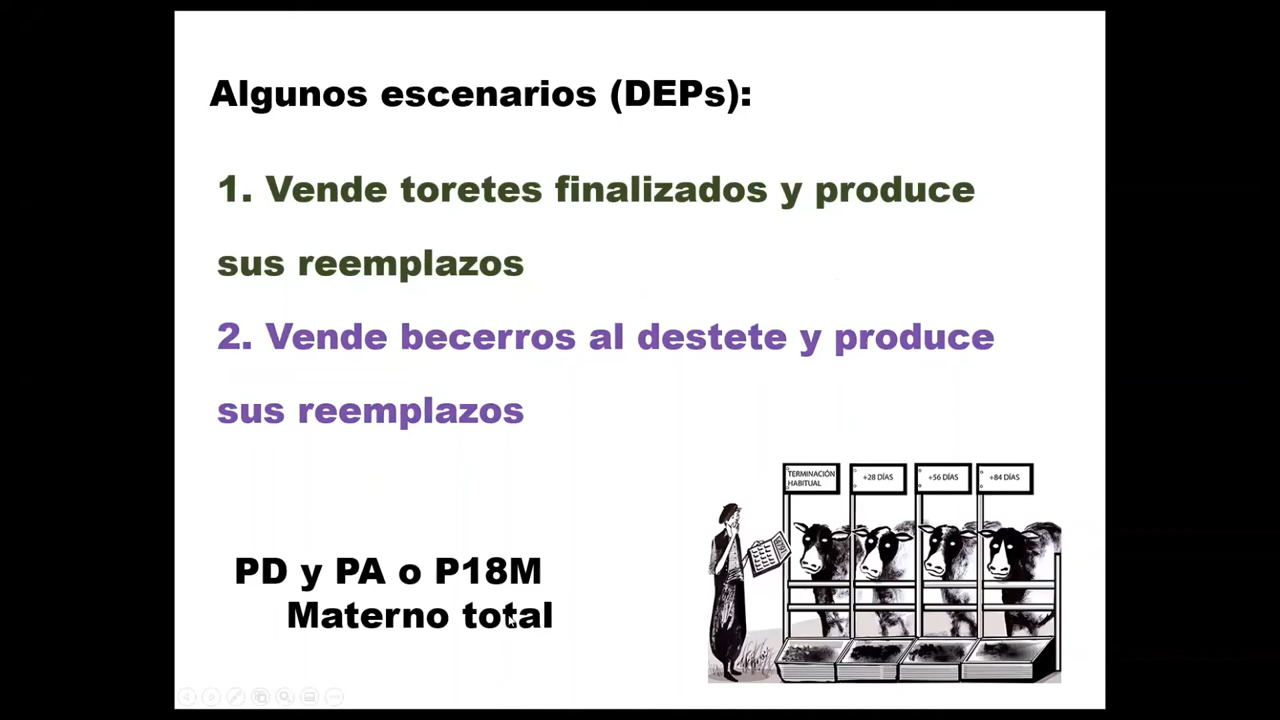 Algunos escenarios (DEPs):
1. Vende toretes finalizados y produce
sus reemplazos
2. Vende becerros al destete y produce
sus reemplazos
TERMINACIÓN
HABITUAL
+28 DÍAS
+56 DÍAS
+84 DÍAS
PD y PA o P18M
Materno total